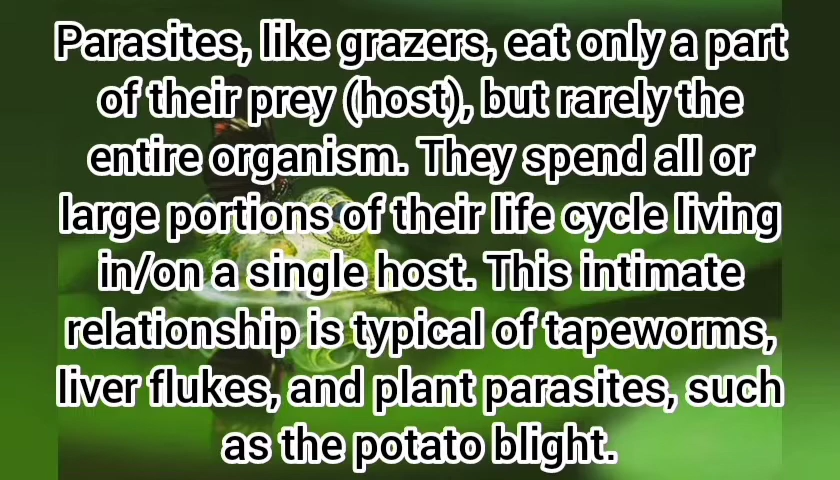 Parasites, like grazers, eat only a part
of their prey (host), but rarely the
entire organism. They spend all or
large portions of their life cycle living
in/on a single host. This intimate
relationship is typical of tapeworms,
liver flukes, and plant parasites, such
as the potato blight.